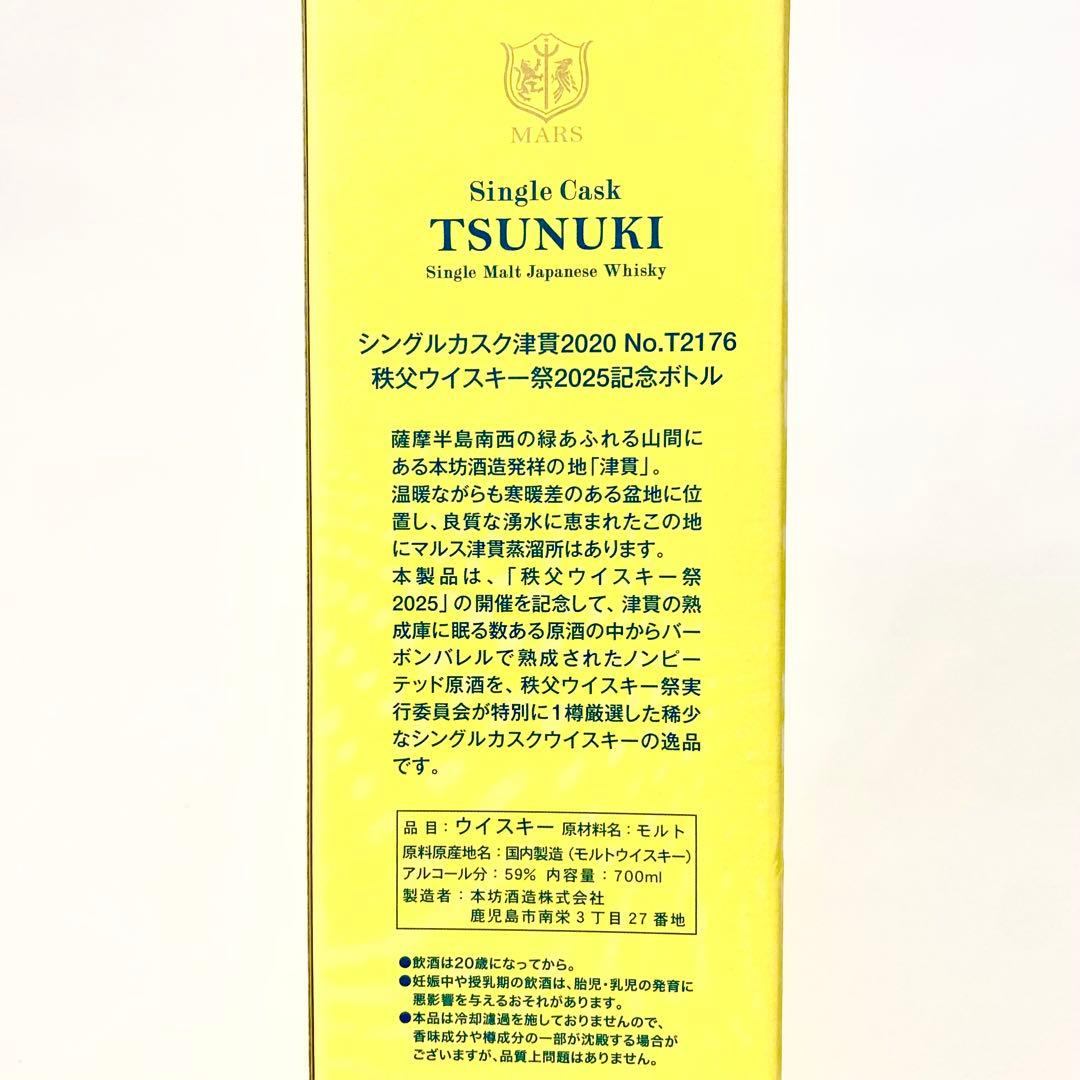 MARS
Single Cask
TSUNUKI
Single Malt Japanese Whisky
シングルカスク津貫2020 No.T2176
秩父ウイスキー祭2025記念ボトル
薩摩半島南西の緑あふれる山間に
ある本坊酒造発祥の地「津貫」。
温暖ながらも寒暖差のある盆地に位
置し、良質な湧水に恵まれたこの地
にマルス津貫蒸溜所はあります。
本製品は、「秩父ウイスキー祭
2025」の開催を記念して、津貫の熟
成庫に眠る数ある原酒の中からバー
ボンバレルで熟成されたノンピー
テッド原酒を、秩父ウイスキー祭実
行委員会が特別に1樽厳選した稀少
なシングルカスクウイスキーの逸品
です。
品目：ウイスキー 原材料名：モルト
原料原産地名：国内製造（モルトウイスキー）
アルコール分：59% 内容量：700ml
製造者：本坊酒造株式会社
鹿児島市南栄3丁目27番地
●飲酒は20歳になってから。
●妊娠中や授乳期の飲酒は、胎児・乳児の発育に
悪影響を与えるおそれがあります。
●本品は冷却濾過を施しておりませんので、
香味成分や樽成分の一部が沈殿する場合が
ございますが、品質上問題はありません。